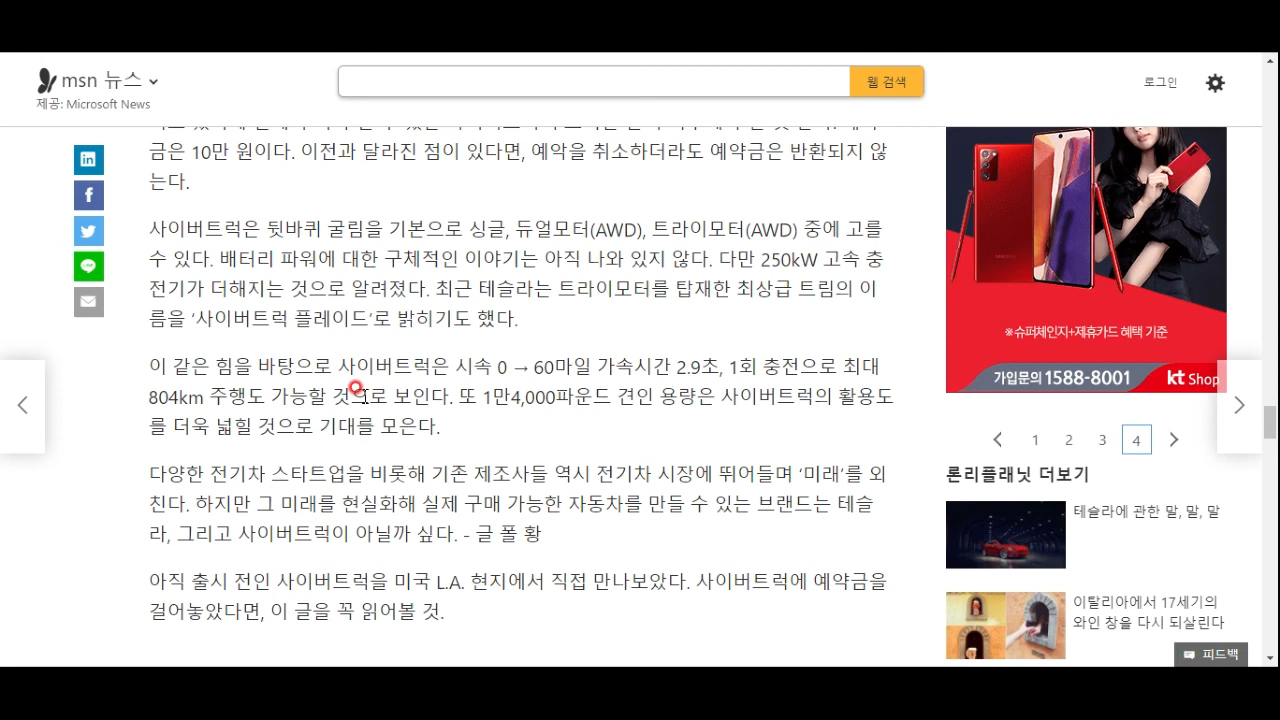 msn 뉴스
제공: Microsoft News
웹 검색
로그인
금은 10만 원이다. 이전과 달라진 점이 있다면, 예약을 취소하더라도 예약금은 반환되지 않
는다.
사이버트럭은 뒷바퀴 굴림을 기본으로 싱글, 듀얼모터(AWD), 트라이모터(AWD) 중에 고를
수 있다. 배터리 파워에 대한 구체적인 이야기는 아직 나와 있지 않다. 다만 250kW 고속 충
전기가 더해지는 것으로 알려졌다. 최근 테슬라는 트라이모터를 탑재한 최상급 트림의 이
름을 ‘사이버트럭 플레이드’로 밝히기도 했다.
이 같은 힘을 바탕으로 사이버트럭은 시속 0 → 60마일 가속시간 2.9초, 1회 충전으로 최대
804km 주행도 가능할 것으로 보인다. 또 1만4,000파운드 견인 용량은 사이버트럭의 활용도
를 더욱 넓힐 것으로 기대를 모은다.
다양한 전기차 스타트업을 비롯해 기존 제조사들 역시 전기차 시장에 뛰어들며 ‘미래’를 외
친다. 하지만 그 미래를 현실화해 실제 구매 가능한 자동차를 만들 수 있는 브랜드는 테슬
라, 그리고 사이버트럭이 아닐까 싶다. - 글 폴 황
아직 출시 전인 사이버트럭을 미국 L.A. 현지에서 직접 만나보았다. 사이버트럭에 예약금을
걸어놓았다면, 이 글을 꼭 읽어볼 것.
※슈퍼체인지+제휴카드 혜택 기준
가입문의 1588-8001 kt Shop
1 2 3 4
론리플래닛 더보기
테슬라에 관한 말, 말, 말
이탈리아에서 17세기의
와인 창을 다시 되살린다
피드백